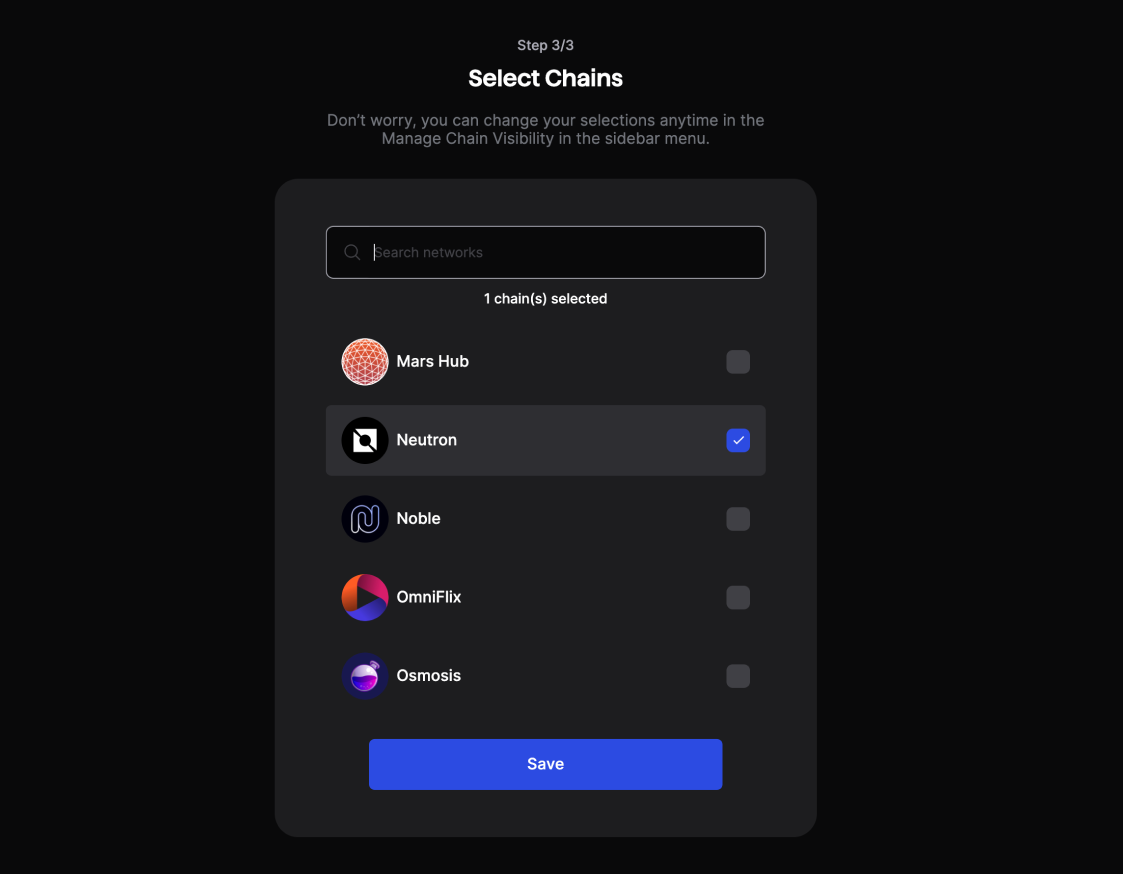 Step 3/3
Select Chains
Don’t worry, you can change your selections anytime in the
Manage Chain Visibility in the sidebar menu.
Search networks
1 chain(s) selected
Mars Hub
Neutron
Noble
OmniFlix
Osmosis
Save